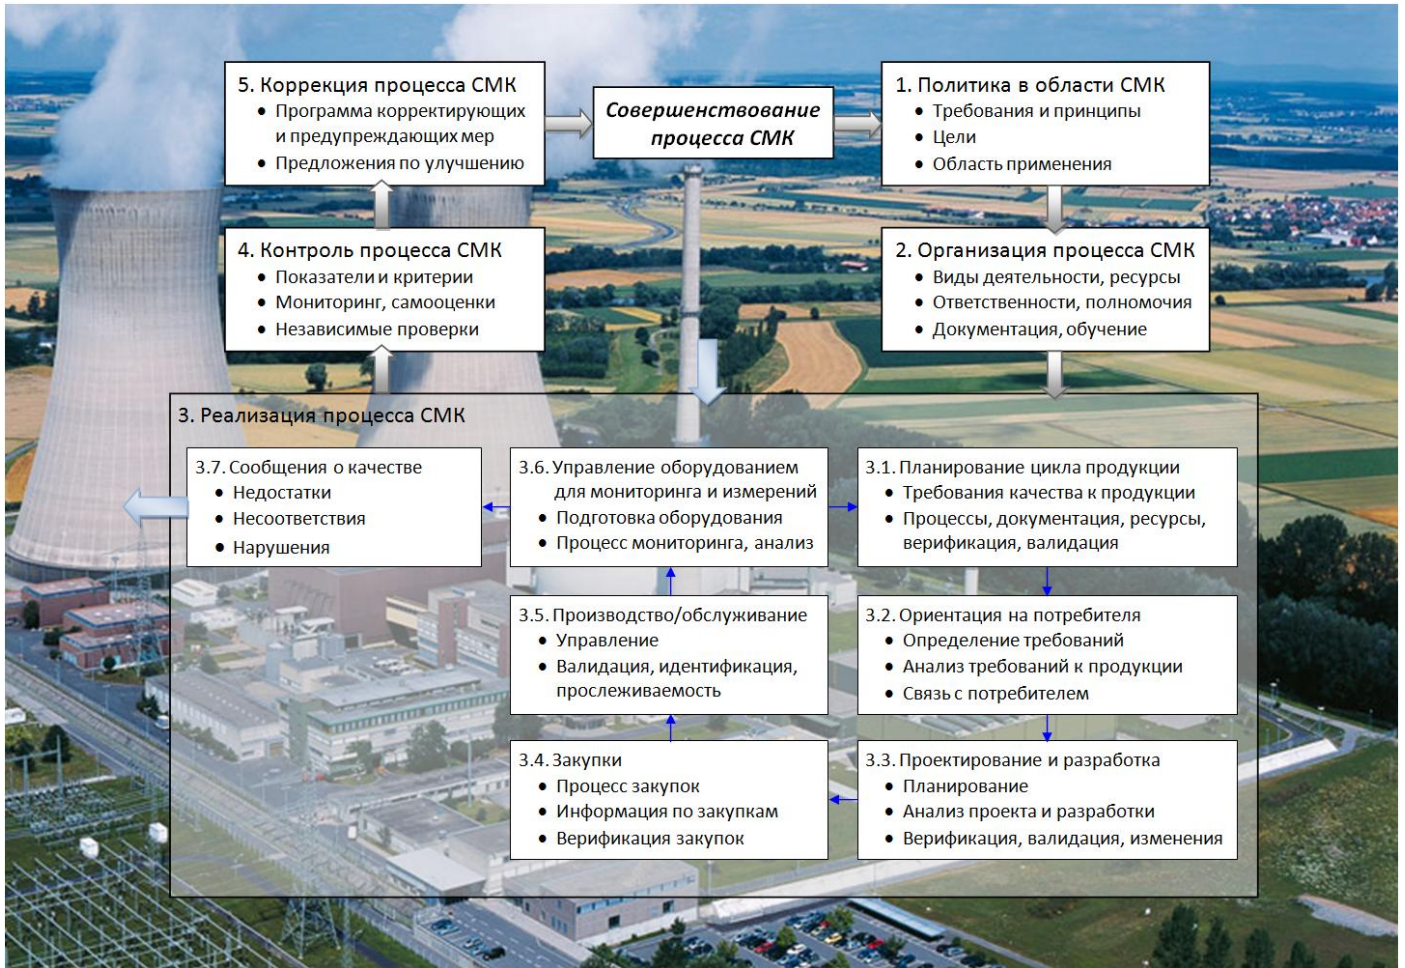 5. Коррекция процесса СМК
• Программа корректирующих
и предупреждающих мер
• Предложения по улучшению
Совершенствование
процесса СМК
1. Политика в области СМК
• Требования и принципы
• Цели
• Область применения
4. Контроль процесса СМК
• Показатели и критерии
• Мониторинг, самооценки
• Независимые проверки
2. Организация процесса СМК
• Виды деятельности, ресурсы
• Ответственности, полномочия
• Документация, обучение
3. Реализация процесса СМК
3.7. Сообщения о качестве
• Недостатки
• Несоответствия
• Нарушения
3.6. Управление оборудованием
для мониторинга и измерений
• Подготовка оборудования
• Процесс мониторинга, анализ
3.1. Планирование цикла продукции
• Требования качества к продукции
• Процессы, документация, ресурсы,
верификация, валидация
3.5. Производство/обслуживание
• Управление
• Валидация, идентификация,
прослеживаемость
3.2. Ориентация на потребителя
• Определение требований
• Анализ требований к продукции
• Связь с потребителем
3.4. Закупки
• Процесс закупок
• Информация по закупкам
• Верификация закупок
3.3. Проектирование и разработка
• Планирование
• Анализ проекта и разработки
• Верификация, валидация, изменения